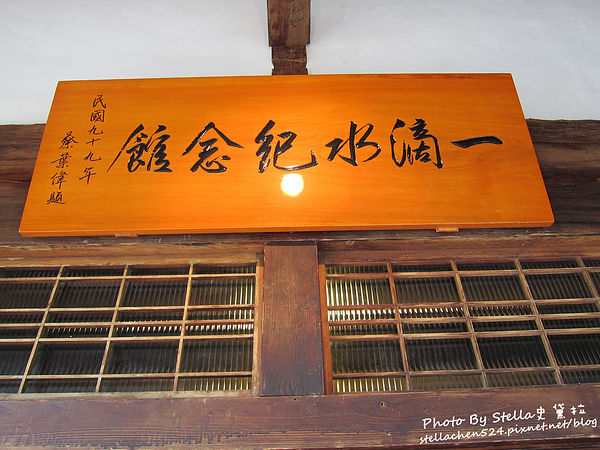 一滴水紀念館
民國九十九年
蔡葉偉題
Photo By Stella史黛拉
stellachen524.pixnet.net/blog